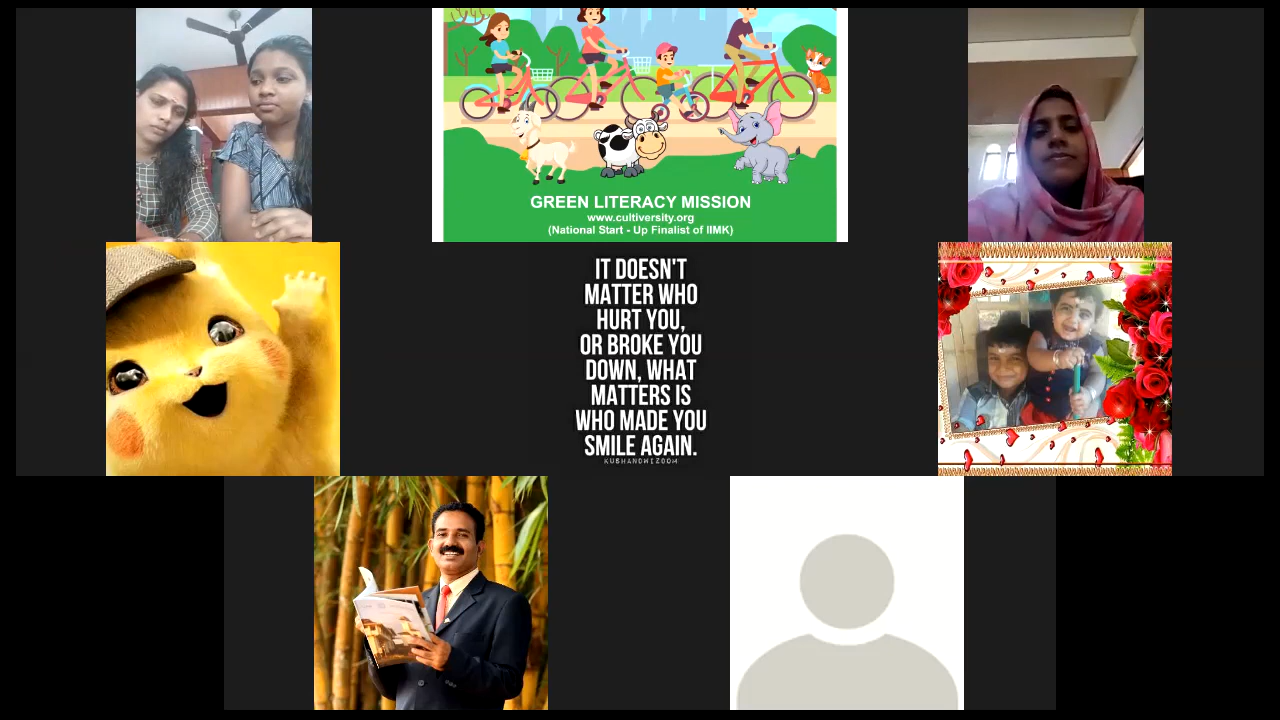 GREEN LITERACY MISSION
www.cultiversity.org
(National Start - Up Finalist of IIMK)
IT DOESN'T
MATTER WHO
HURT YOU,
OR BROKE YOU
DOWN, WHAT
MATTERS IS
WHO MADE YOU
SMILE AGAIN.
KUSHANDWIZDOM